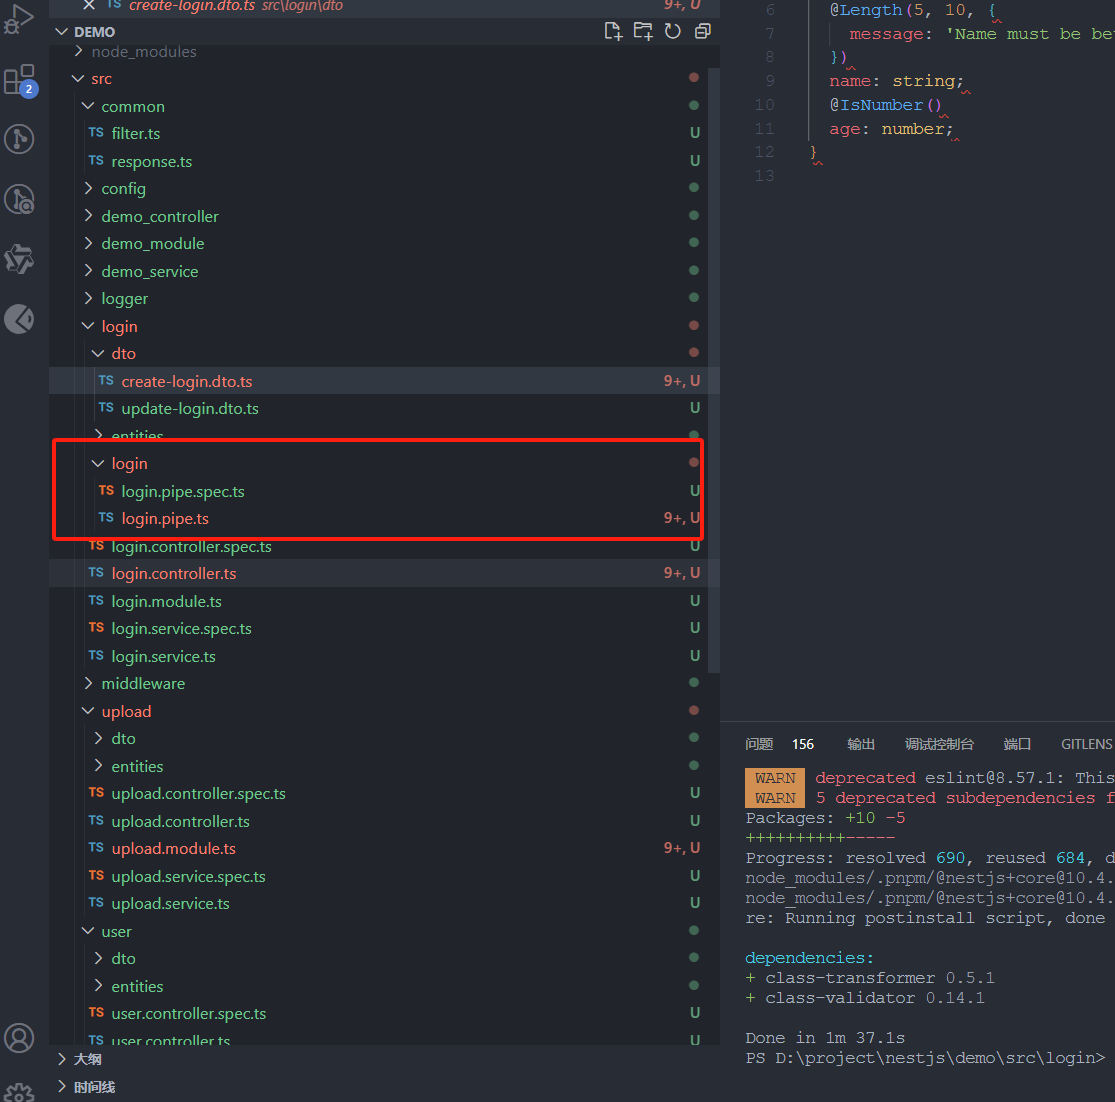 create-login.dto.ts src\login\dto 9+, U
DEMO
node_modules
src
common
TS filter.ts U
TS response.ts U
config
demo_controller
demo_module
demo_service
logger
login
dto
TS create-login.dto.ts 9+, U
TS update-login.dto.ts U
entities
login
TS login.pipe.spec.ts U
TS login.pipe.ts 9+, U
TS login.controller.spec.ts U
TS login.controller.ts 9+, U
TS login.module.ts U
TS login.service.spec.ts U
TS login.service.ts U
middleware
upload
dto
entities
TS upload.controller.spec.ts U
TS upload.controller.ts U
TS upload.module.ts 9+, U
TS upload.service.spec.ts U
TS upload.service.ts U
user
dto
entities
TS user.controller.spec.ts U
TS user.controller.ts U
大纲
时间线
2
6 @Length(5, 10, {
7 message: 'Name must be be
8 })
9 name: string;
10 @IsNumber()
11 age: number;
12 }
13
问题 156 输出 调试控制台 端口 GITLENS
WARN deprecated eslint@8.57.1: This
WARN 5 deprecated subdependencies f
Packages: +10 -5
++++++++++-----
Progress: resolved 690, reused 684, d
node_modules/.pnpm/@nestjs+core@10.4.
node_modules/.pnpm/@nestjs+core@10.4.
re: Running postinstall script, done
dependencies:
+ class-transformer 0.5.1
+ class-validator 0.14.1
Done in 1m 37.1s
PS D:\project\nestjs\demo\src\login>